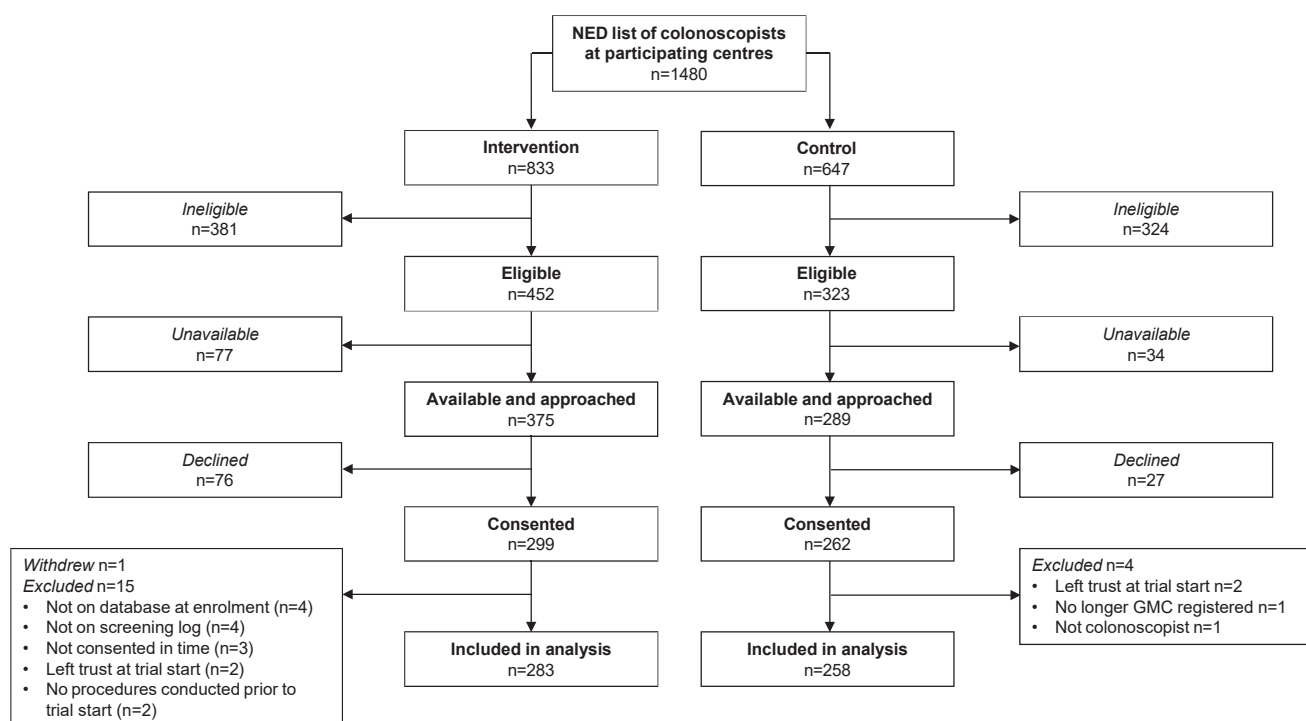 NED list of colonoscopists
at participating centres
n=1480
Intervention
n=833
Control
n=647
Ineligible
n=381
Ineligible
n=324
Eligible
n=452
Eligible
n=323
Unavailable
n=77
Unavailable
n=34
Available and approached
n=375
Available and approached
n=289
Declined
n=76
Declined
n=27
Consented
n=299
Consented
n=262
Withdrew n=1
Excluded n=15
• Not on database at enrolment (n=4)
• Not on screening log (n=4)
• Not consented in time (n=3)
• Left trust at trial start (n=2)
• No procedures conducted prior to
trial start (n=2)
Excluded n=4
• Left trust at trial start n=2
• No longer GMC registered n=1
• Not colonoscopist n=1
Included in analysis
n=283
Included in analysis
n=258